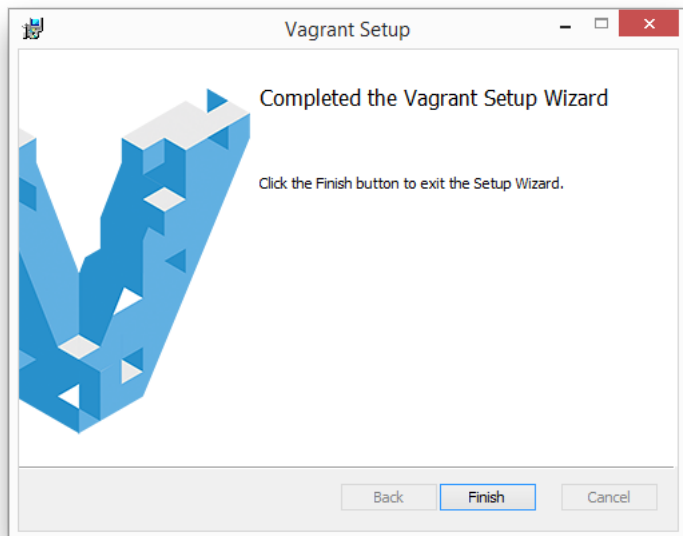 Vagrant Setup
Completed the Vagrant Setup Wizard
Click the Finish button to exit the Setup Wizard.
Back
Finish
Cancel